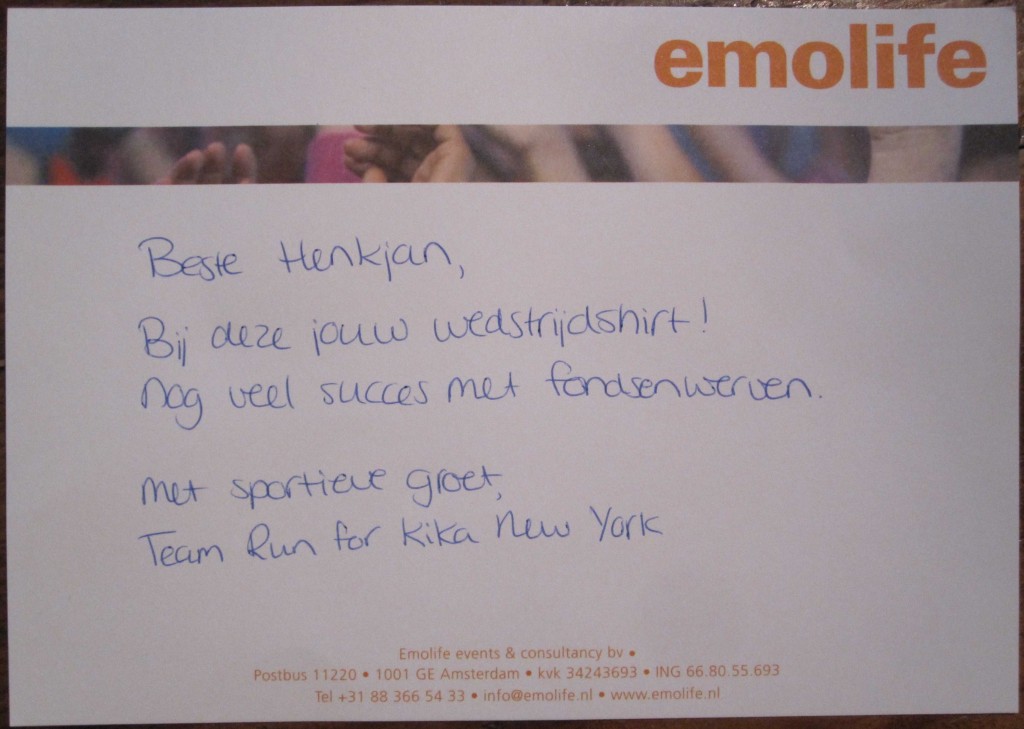 emolife
Beste Henkjan,
Bij deze jouw wedstrijdshirt!
Nog veel succes met fondsenwerven.
Met sportieve groet,
Team Run for Kika New York
Emolife events & consultancy bv •
Postbus 11220 • 1001 GE Amsterdam • kvk 34243693 • ING 66.80.55.693
Tel +31 88 366 54 33 • info@emolife.nl • www.emolife.nl